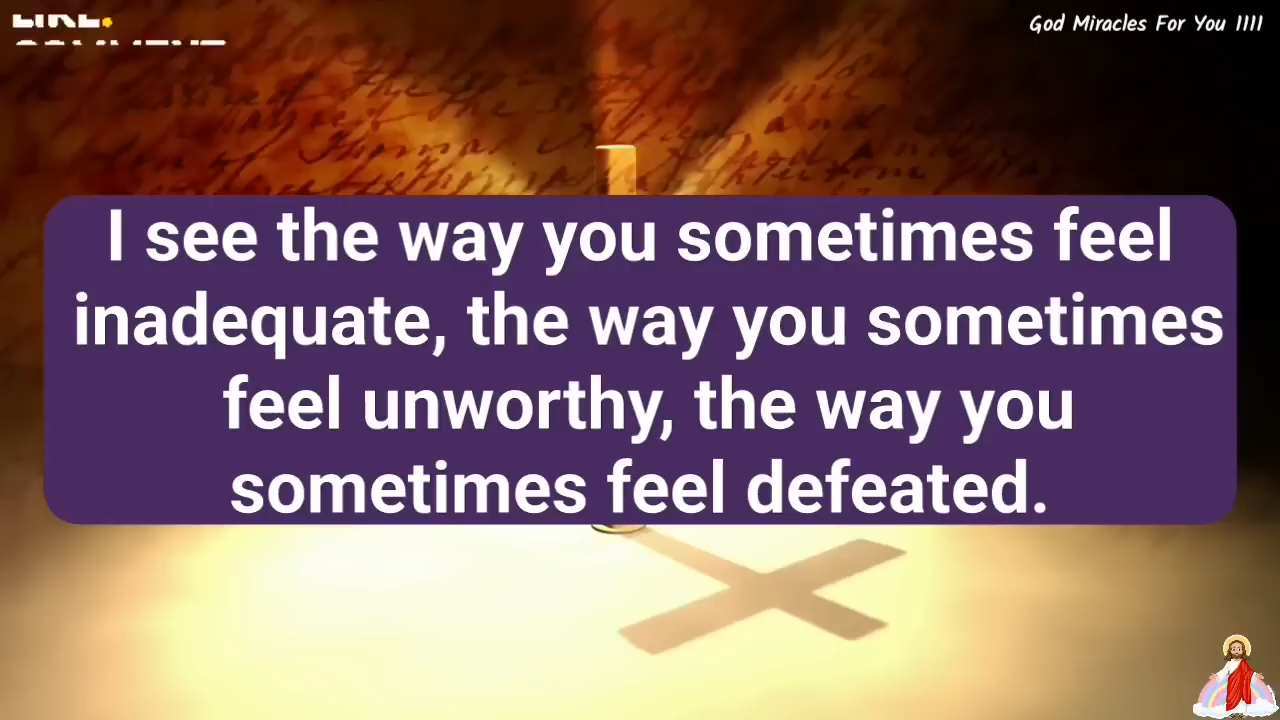 God Miracles For You 1111
I see the way you sometimes feel
inadequate, the way you sometimes
feel unworthy, the way you
sometimes feel defeated.